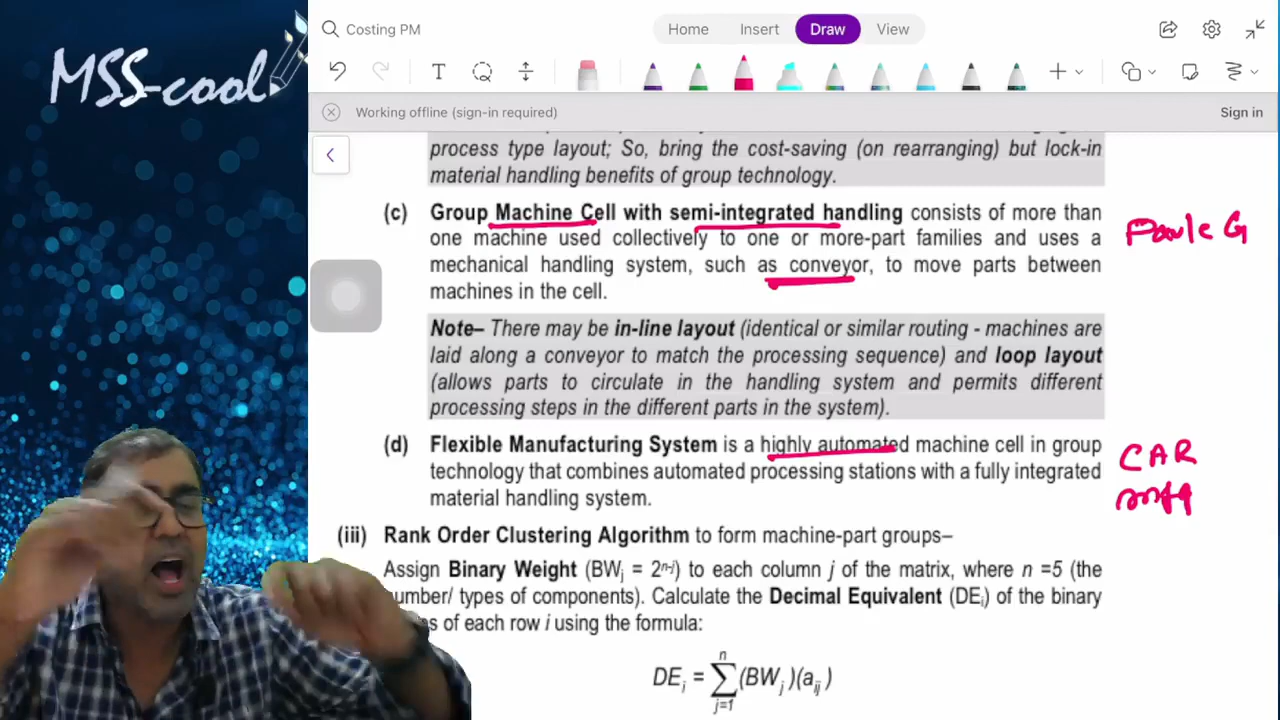 MSS-cool
Costing PM
Home Insert Draw View
Working offline (sign-in required)
Sign in
process type layout; So, bring the cost-saving (on rearranging) but lock-in
material handling benefits of group technology.
(c) Group Machine Cell with semi-integrated handling consists of more than
one machine used collectively to one or more-part families and uses a
mechanical handling system, such as conveyor, to move parts between
machines in the cell.
Note– There may be in-line layout (identical or similar routing - machines are
laid along a conveyor to match the processing sequence) and loop layout
(allows parts to circulate in the handling system and permits different
processing steps in the different parts in the system).
(d) Flexible Manufacturing System is a highly automated machine cell in group
technology that combines automated processing stations with a fully integrated
material handling system.
CAR
(iii) Rank Order Clustering Algorithm to form machine-part groups–
Assign Binary Weight (BWj = 2ⁿ⁻ʲ) to each column j of the matrix, where n =5 (the
number/ types of components). Calculate the Decimal Equivalent (DEi) of the binary
of each row i using the formula:
DEi = ∑ⁿj=1 (BWj)(aij)